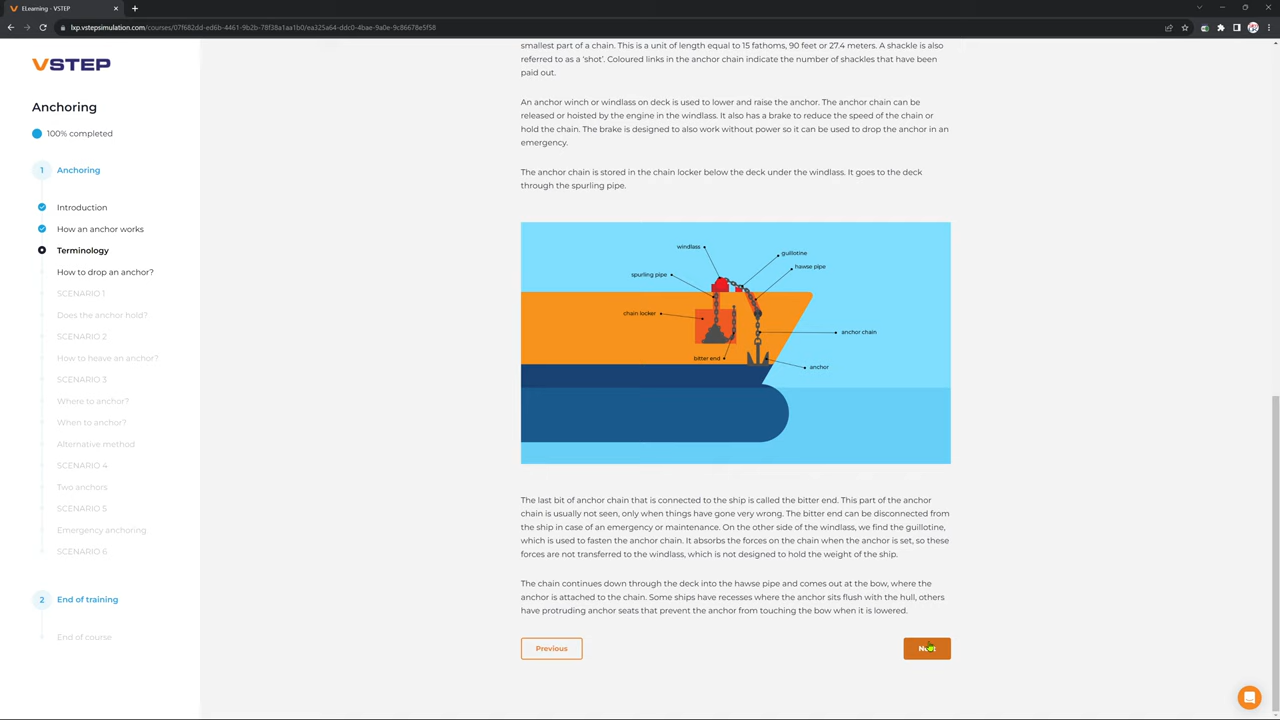 ELearning - VSTEP
lxp.vstepsimulation.com/courses/07f682dd-ed6b-4461-9b2b-78f38a1aa1b0/ea325a64-ddc0-4bae-9a0e-9c86678e5f58
VSTEP
Anchoring
100% completed
1 Anchoring
Introduction
How an anchor works
Terminology
How to drop an anchor?
SCENARIO 1
Does the anchor hold?
SCENARIO 2
How to heave an anchor?
SCENARIO 3
Where to anchor?
When to anchor?
Alternative method
SCENARIO 4
Two anchors
SCENARIO 5
Emergency anchoring
SCENARIO 6
2 End of training
End of course
smallest part of a chain. This is a unit of length equal to 15 fathoms, 90 feet or 27.4 meters. A shackle is also
referred to as a ‘shot’. Coloured links in the anchor chain indicate the number of shackles that have been
paid out.
An anchor winch or windlass on deck is used to lower and raise the anchor. The anchor chain can be
released or hoisted by the engine in the windlass. It also has a brake to reduce the speed of the chain or
hold the chain. The brake is designed to also work without power so it can be used to drop the anchor in an
emergency.
The anchor chain is stored in the chain locker below the deck under the windlass. It goes to the deck
through the spurling pipe.
windlass
guillotine
hawse pipe
spurling pipe
chain locker
anchor chain
bitter end
anchor
The last bit of anchor chain that is connected to the ship is called the bitter end. This part of the anchor
chain is usually not seen, only when things have gone very wrong. The bitter end can be disconnected from
the ship in case of an emergency or maintenance. On the other side of the windlass, we find the guillotine,
which is used to fasten the anchor chain. It absorbs the forces on the chain when the anchor is set, so these
forces are not transferred to the windlass, which is not designed to hold the weight of the ship.
The chain continues down through the deck into the hawse pipe and comes out at the bow, where the
anchor is attached to the chain. Some ships have recesses where the anchor sits flush with the hull, others
have protruding anchor seats that prevent the anchor from touching the bow when it is lowered.
Previous
Next